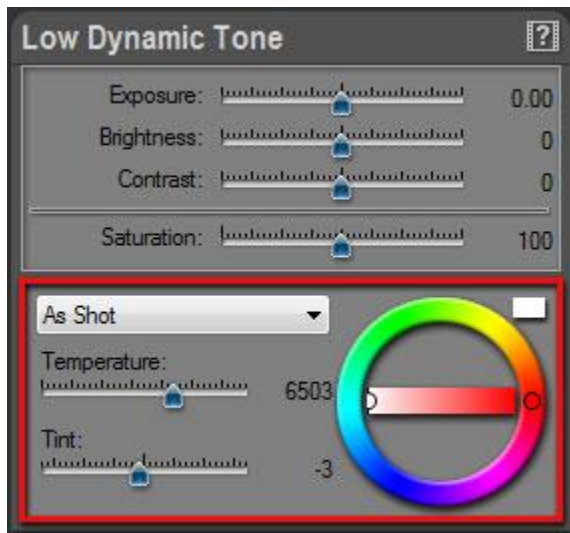 Low Dynamic Tone ?
Exposure: 0.00
Brightness: 0
Contrast: 0
Saturation: 100
As Shot
Temperature:
6503
Tint:
-3